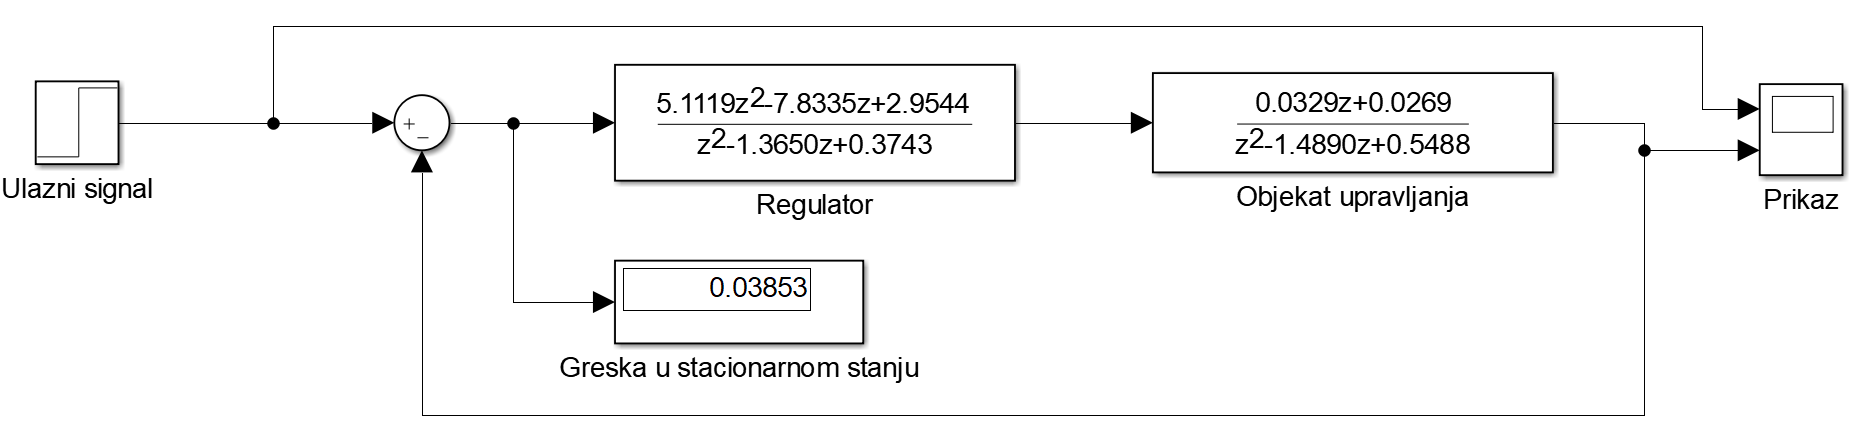 Ulazni signal
+
−
5.1119z2-7.8335z+2.9544
z2-1.3650z+0.3743
Regulator
0.0329z+0.0269
z2-1.4890z+0.5488
Objekat upravljanja
Prikaz
0.03853
Greska u stacionarnom stanju